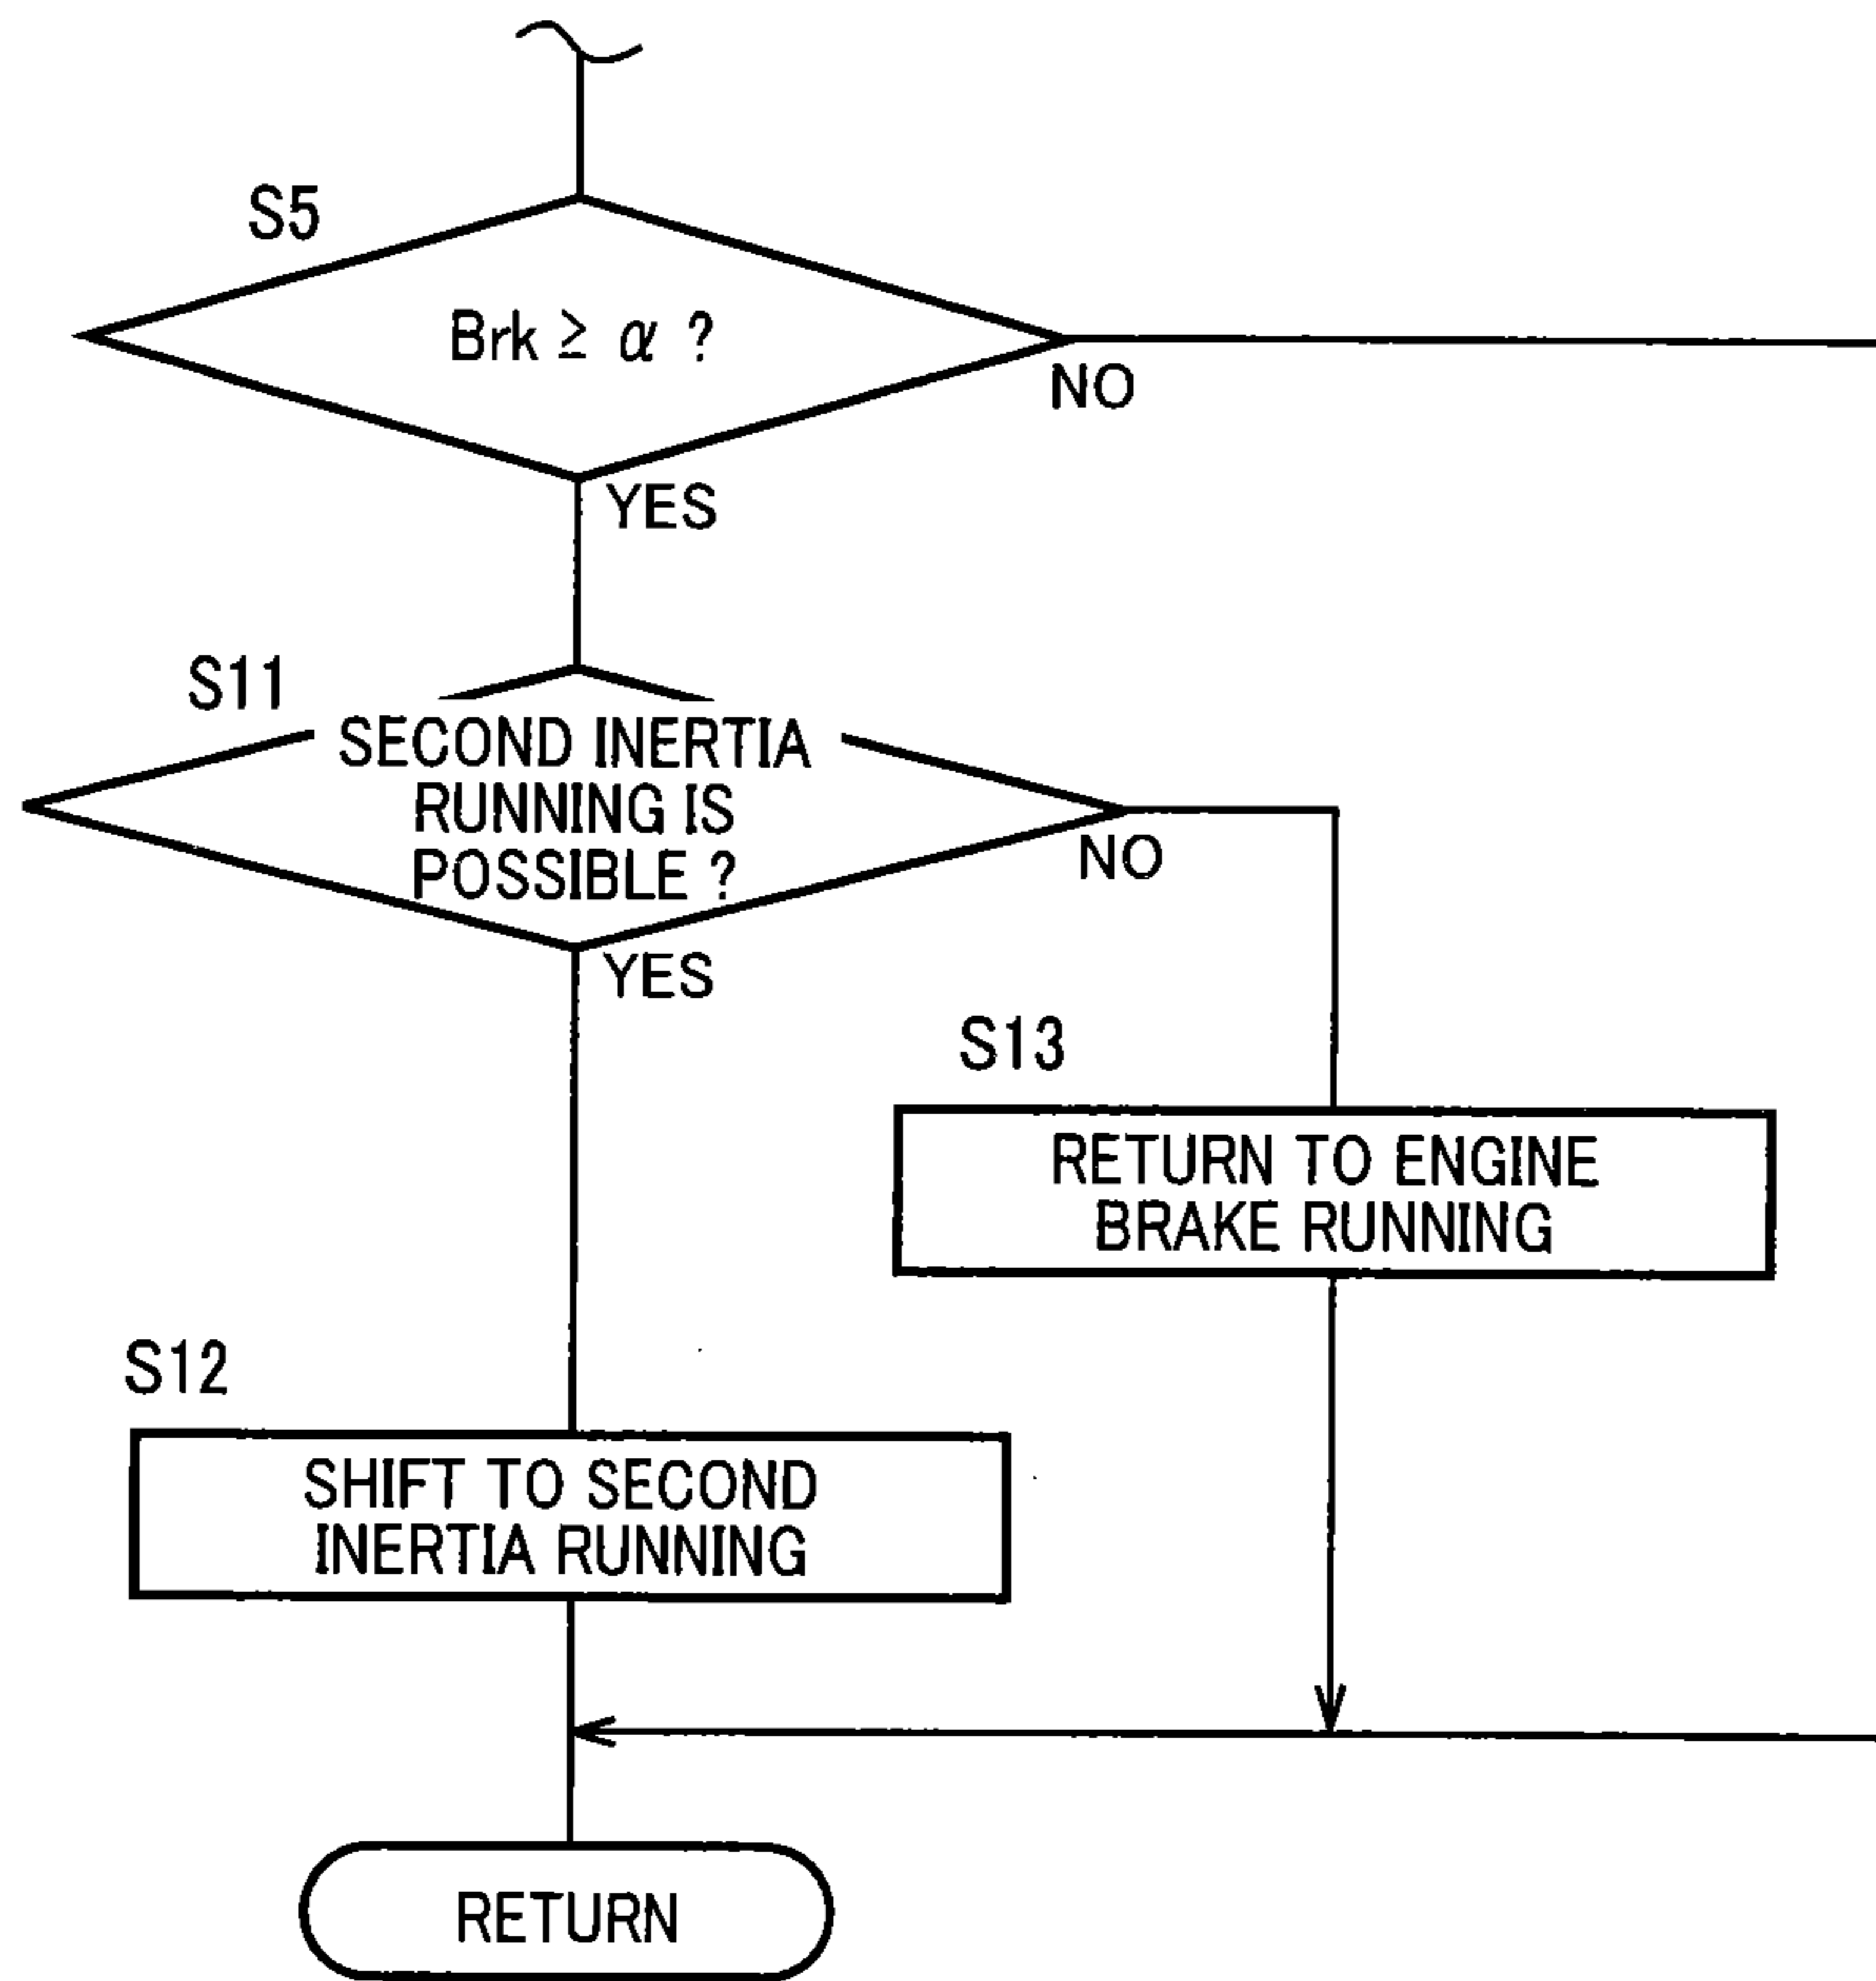 S5
Brk ≥ α ?
NO
YES
S11
SECOND INERTIA
RUNNING IS
POSSIBLE ?
NO
YES
S13
RETURN TO ENGINE
BRAKE RUNNING
S12
SHIFT TO SECOND
INERTIA RUNNING
RETURN